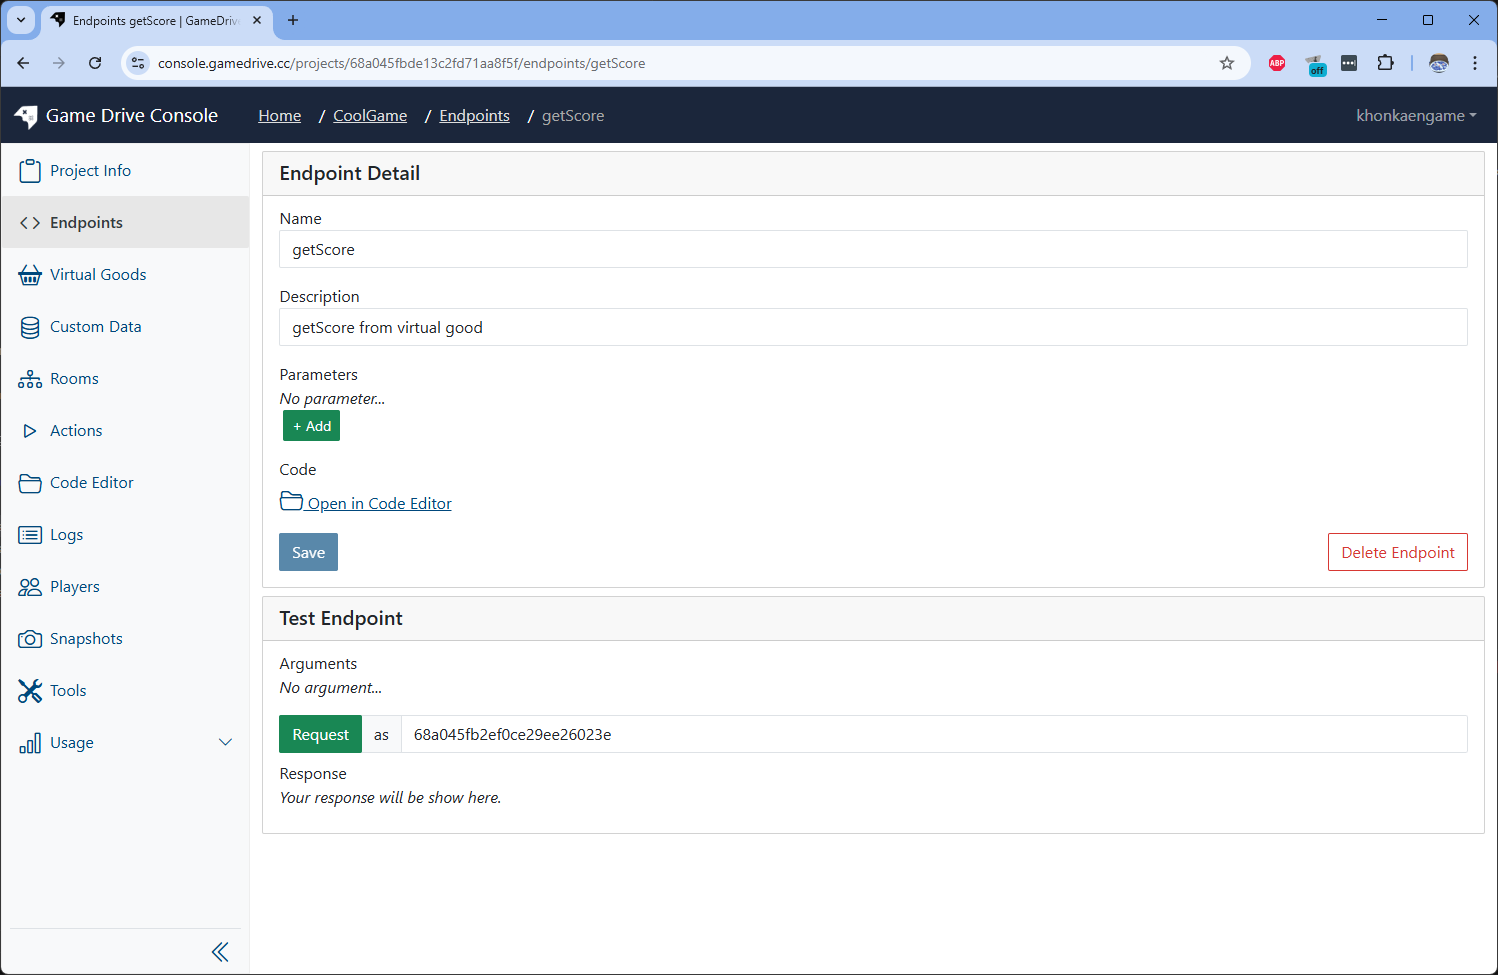 Endpoints getScore | GameDriv
console.gamedrive.cc/projects/68a045fbde13c2fd71aa8f5f/endpoints/getScore
ABP
off
Game Drive Console
Home / CoolGame / Endpoints / getScore
khonkaengame
Project Info
Endpoints
Virtual Goods
Custom Data
Rooms
Actions
Code Editor
Logs
Players
Snapshots
Tools
Usage
Endpoint Detail
Name
getScore
Description
getScore from virtual good
Parameters
No parameter...
+ Add
Code
Open in Code Editor
Save
Delete Endpoint
Test Endpoint
Arguments
No argument...
Request as 68a045fb2ef0ce29ee26023e
Response
Your response will be show here.